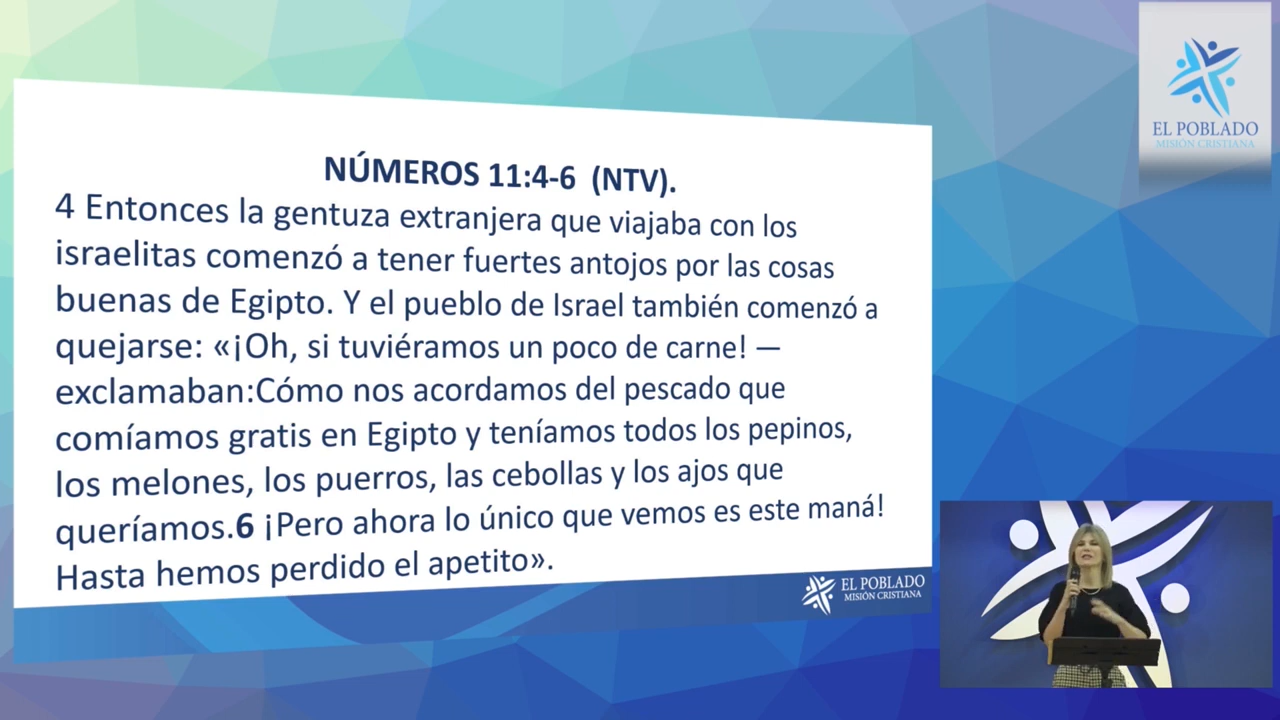 NÚMEROS 11:4-6 (NTV).
4 Entonces la gentuza extranjera que viajaba con los
israelitas comenzó a tener fuertes antojos por las cosas
buenas de Egipto. Y el pueblo de Israel también comenzó a
quejarse: «¡Oh, si tuviéramos un poco de carne! —
exclamaban:Cómo nos acordamos del pescado que
comíamos gratis en Egipto y teníamos todos los pepinos,
los melones, los puerros, las cebollas y los ajos que
queríamos.6 ¡Pero ahora lo único que vemos es este maná!
Hasta hemos perdido el apetito».
EL POBLADO
MISIÓN CRISTIANA
EL POBLADO
MISIÓN CRISTIANA